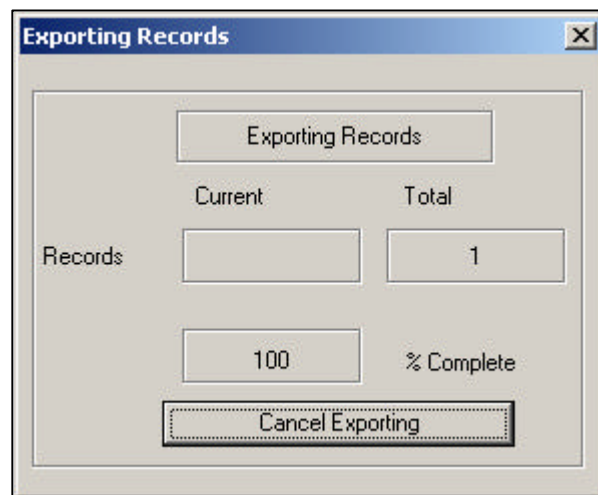 Exporting Records
Exporting Records
Current Total
Records 1
100 % Complete
Cancel Exporting